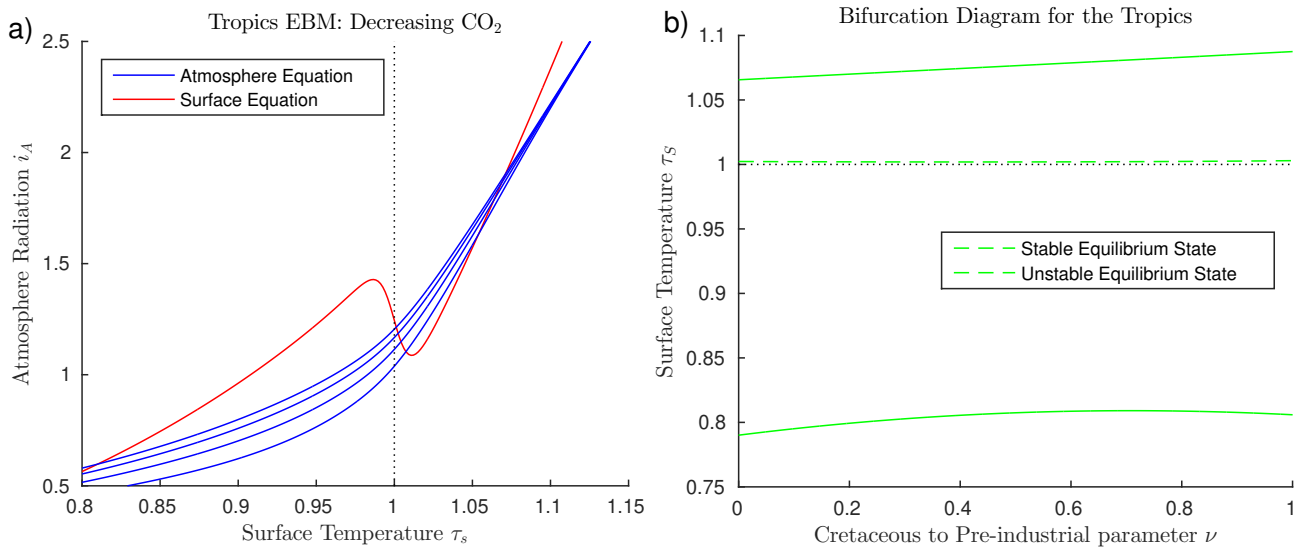 a)
Tropics EBM: Decreasing CO₂
2.5
2
1.5
1
0.5
Atmosphere Radiation i_A
Atmosphere Equation
Surface Equation
0.8 0.85 0.9 0.95 1 1.05 1.1 1.15
Surface Temperature τ_s
b)
Bifurcation Diagram for the Tropics
1.1
1.05
1
0.95
0.9
0.85
0.8
0.75
Surface Temperature τ_S
Stable Equilibrium State
Unstable Equilibrium State
0 0.2 0.4 0.6 0.8 1
Cretaceous to Pre-industrial parameter ν